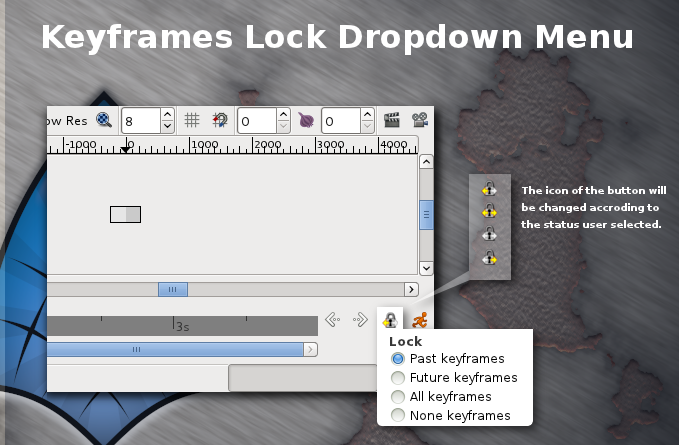 Keyframes Lock Dropdown Menu
ow Res 8 0 0
-1000 0 1000 2000 3000 4000
The icon of the button will
be changed accroding to
the status user selected.
3s
Lock
Past keyframes
Future keyframes
All keyframes
None keyframes